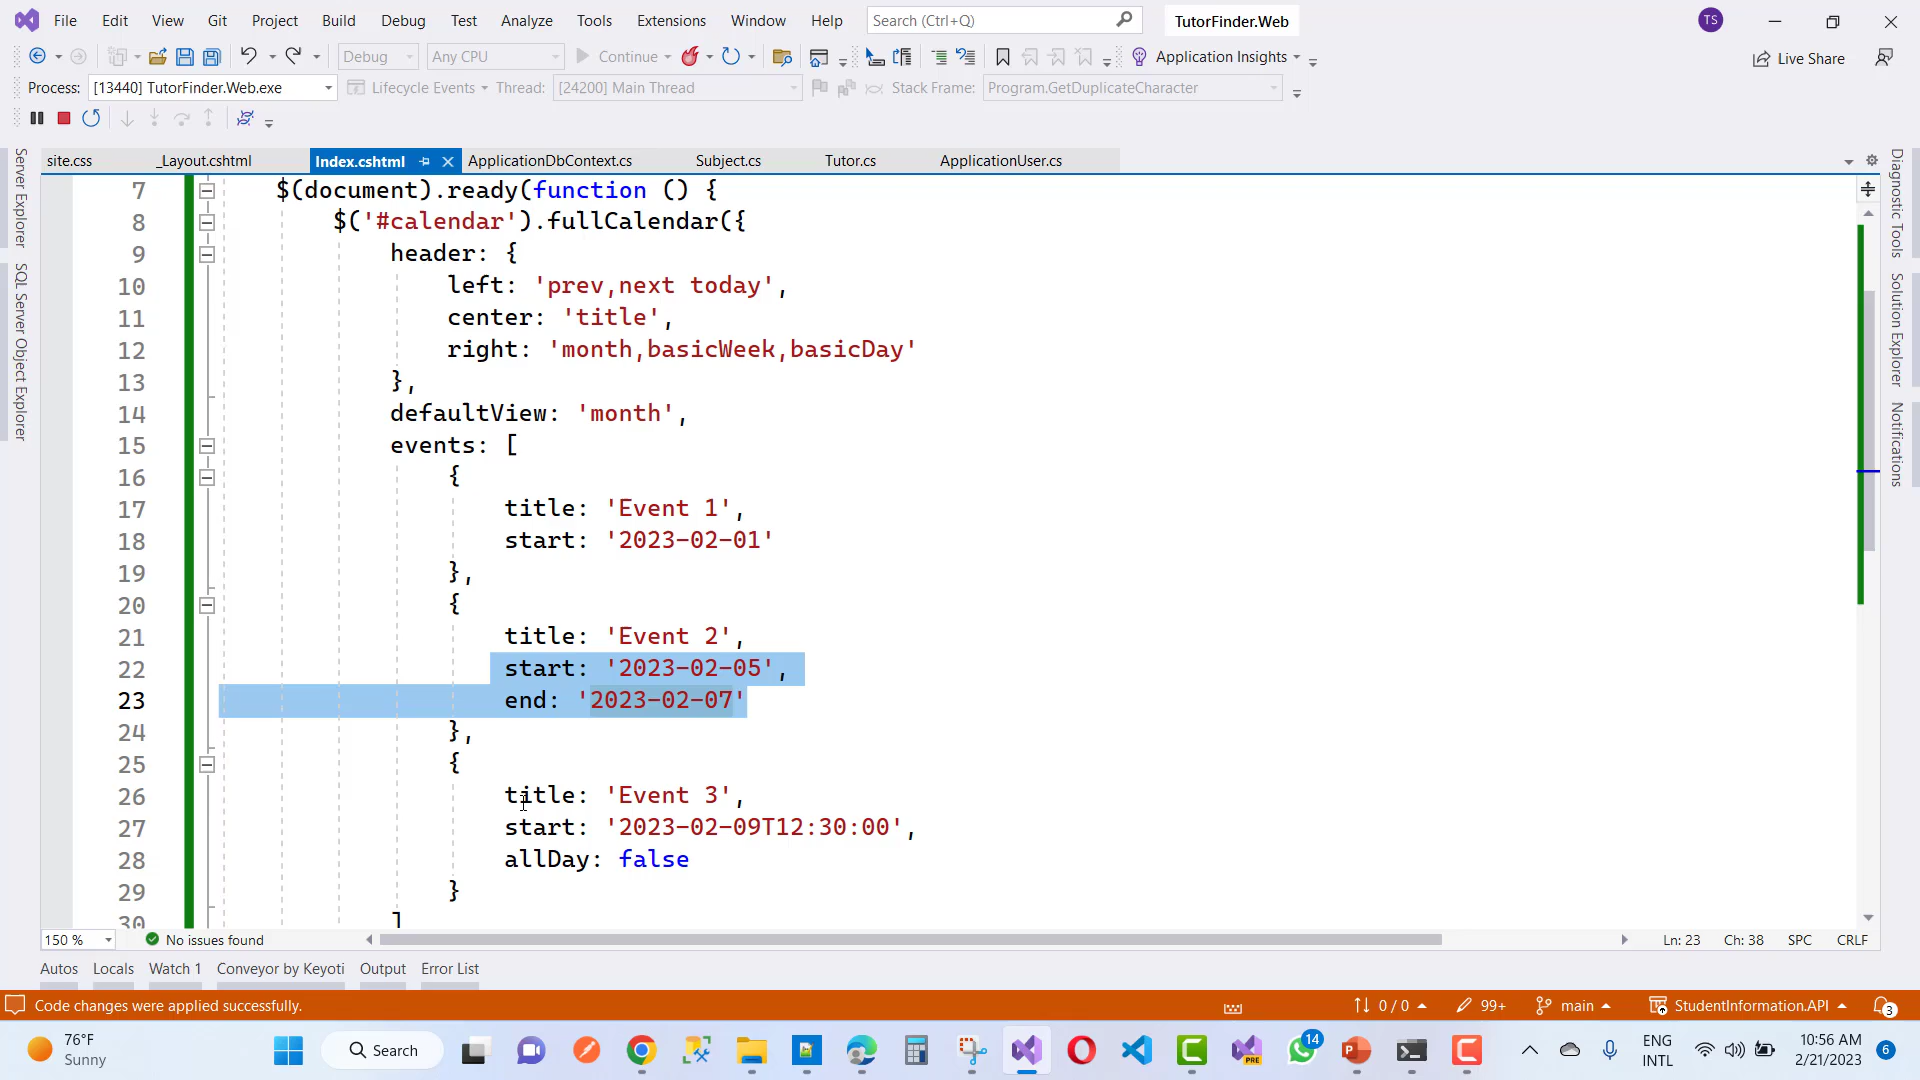 File Edit View Git Project Build Debug Test Analyze Tools Extensions Window Help Search (Ctrl+Q) TutorFinder.Web TS
Debug Any CPU Continue Application Insights Live Share
Process: [13440] TutorFinder.Web.exe Lifecycle Events Thread: [24200] Main Thread Stack Frame: Program.GetDuplicateCharacter
site.css _Layout.cshtml Index.cshtml ApplicationDbContext.cs Subject.cs Tutor.cs ApplicationUser.cs
Server Explorer
SQL Server Object Explorer
7 $(document).ready(function () {
8 $('#calendar').fullCalendar({
9 header: {
10 left: 'prev,next today',
11 center: 'title',
12 right: 'month,basicWeek,basicDay'
13 },
14 defaultView: 'month',
15 events: [
16 {
17 title: 'Event 1',
18 start: '2023-02-01'
19 },
20 {
21 title: 'Event 2',
22 start: '2023-02-05',
23 end: '2023-02-07'
24 },
25 {
26 title: 'Event 3',
27 start: '2023-02-09T12:30:00',
28 allDay: false
29 }
30 ]
Diagnostic Tools
Solution Explorer
Notifications
150 % No issues found Ln: 23 Ch: 38 SPC CRLF
Autos Locals Watch 1 Conveyor by Keyoti Output Error List
Code changes were applied successfully. 0 / 0 99+ main StudentInformation.API 3
76°F
Sunny
Search
PRE
14
ENG
INTL
10:56 AM
2/21/2023
6